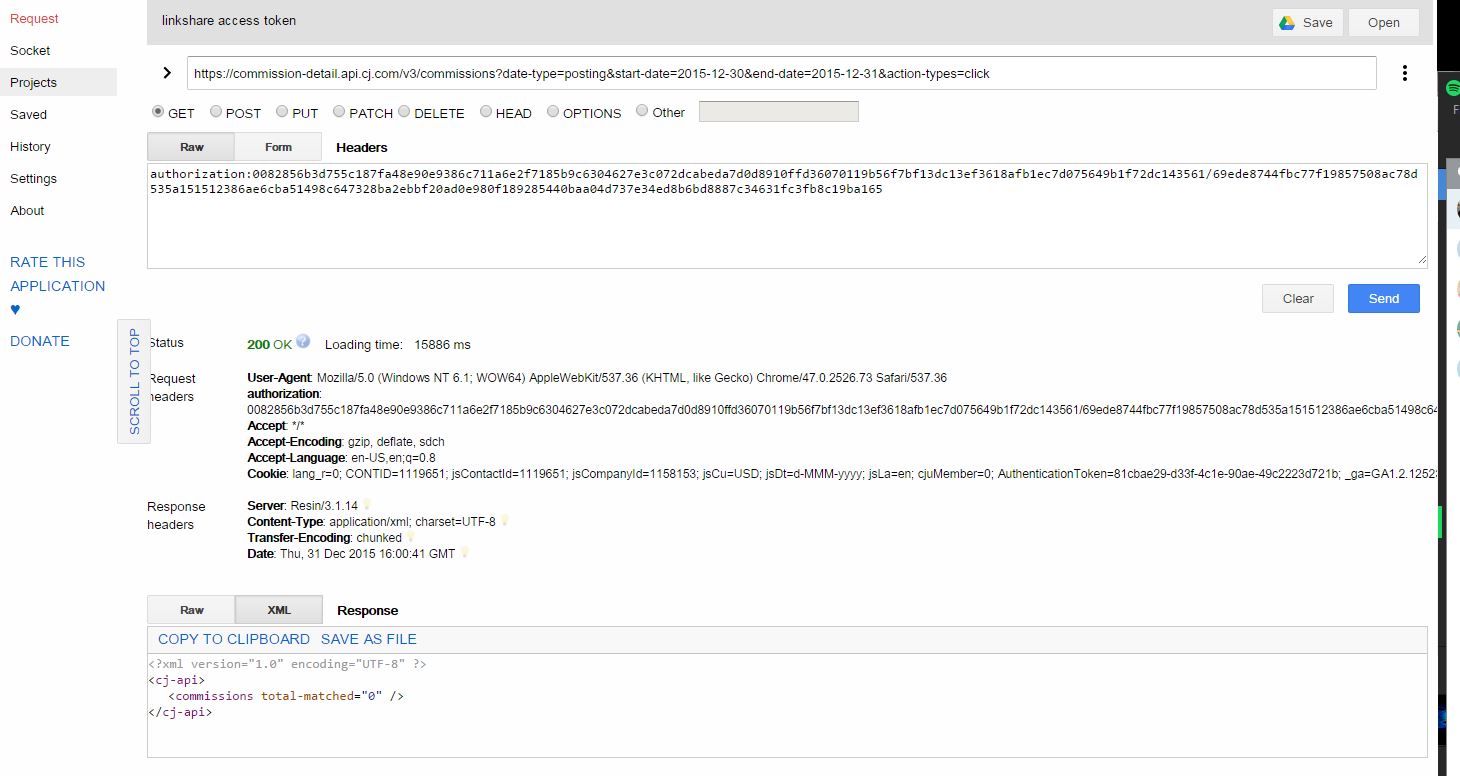 Request
Socket
Projects
Saved
History
Settings
About
RATE THIS
APPLICATION
♥
DONATE
SCROLL TO TOP
linkshare access token
Save
Open
https://commission-detail.api.cj.com/v3/commissions?date-type=posting&start-date=2015-12-30&end-date=2015-12-31&action-types=click
GET POST PUT PATCH DELETE HEAD OPTIONS Other
Raw Form Headers
authorization:0082856b3d755c187fa48e90e9386c711a6e2f7185b9c6304627e3c072dcabeda7d0d8910ffd36070119b56f7bf13dc13ef3618afb1ec7d075649b1f72dc143561/69ede8744fbc77f19857508ac78d
535a151512386ae6cba51498c647328ba2ebbf20ad0e980f189285440baa04d737e34ed8b6bd8887c34631fc3fb8c19ba165
Clear Send
Status 200 OK ? Loading time: 15886 ms
Request
headers
User-Agent: Mozilla/5.0 (Windows NT 6.1; WOW64) AppleWebKit/537.36 (KHTML, like Gecko) Chrome/47.0.2526.73 Safari/537.36
authorization:
0082856b3d755c187fa48e90e9386c711a6e2f7185b9c6304627e3c072dcabeda7d0d8910ffd36070119b56f7bf13dc13ef3618afb1ec7d075649b1f72dc143561/69ede8744fbc77f19857508ac78d535a151512386ae6cba51498c64
Accept: */*
Accept-Encoding: gzip, deflate, sdch
Accept-Language: en-US,en;q=0.8
Cookie: lang_r=0; CONTID=1119651; jsContactId=1119651; jsCompanyId=1158153; jsCu=USD; jsDt=d-MMM-yyyy; jsLa=en; cjuMember=0; AuthenticationToken=81cbae29-d33f-4c1e-90ae-49c2223d721b; _ga=GA1.2.1252
Response
headers
Server: Resin/3.1.14
Content-Type: application/xml; charset=UTF-8
Transfer-Encoding: chunked
Date: Thu, 31 Dec 2015 16:00:41 GMT
Raw XML Response
COPY TO CLIPBOARD SAVE AS FILE
<?xml version="1.0" encoding="UTF-8" ?>
<cj-api>
<commissions total-matched="0" />
</cj-api>
F